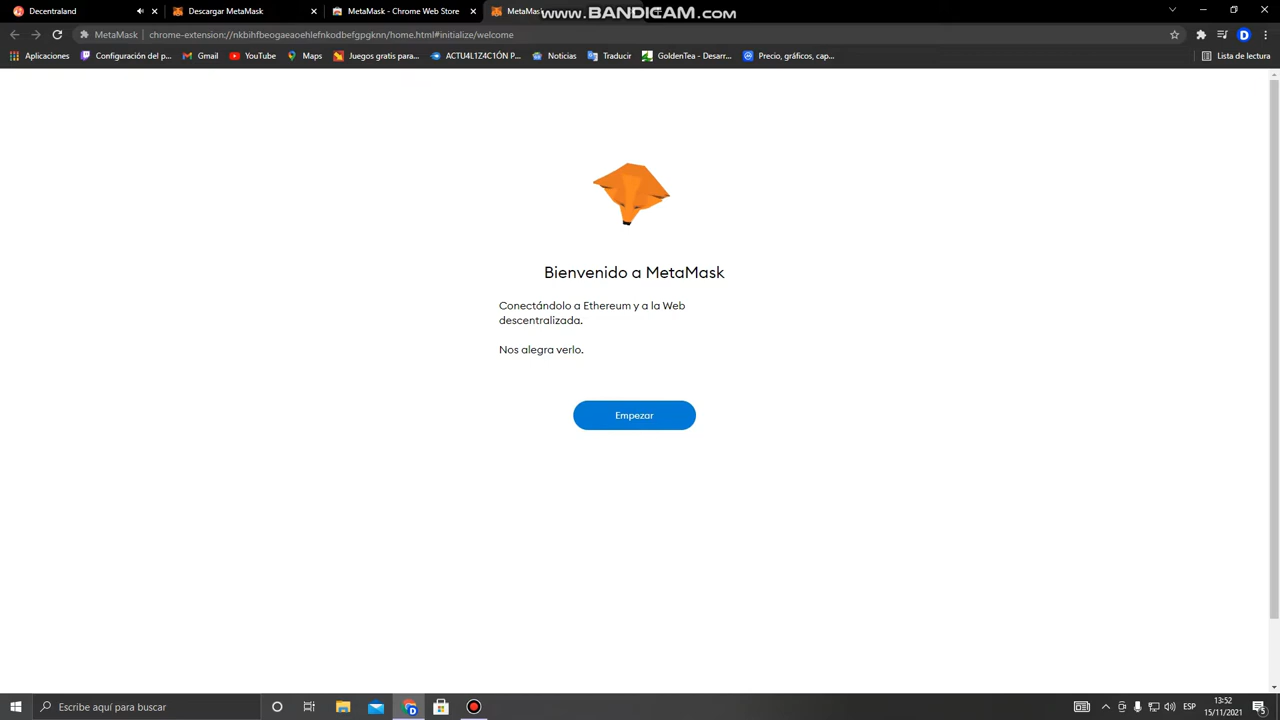 Decentraland
Descargar MetaMask
MetaMask - Chrome Web Store
MetaMask
www.BANDICAM.com
MetaMask | chrome-extension://nkbihfbeogaeaoehlefnkodbefgpgknn/home.html#initialize/welcome
D
Aplicaciones
Configuración del p...
Gmail
YouTube
Maps
Juegos gratis para...
ACTU4L1Z4C1ÓN P...
Noticias
Traducir
GoldenTea - Desarr...
Precio, gráficos, cap...
Lista de lectura
Bienvenido a MetaMask
Conectándolo a Ethereum y a la Web
descentralizada.
Nos alegra verlo.
Empezar
Escribe aquí para buscar
ESP
13:52
15/11/2021